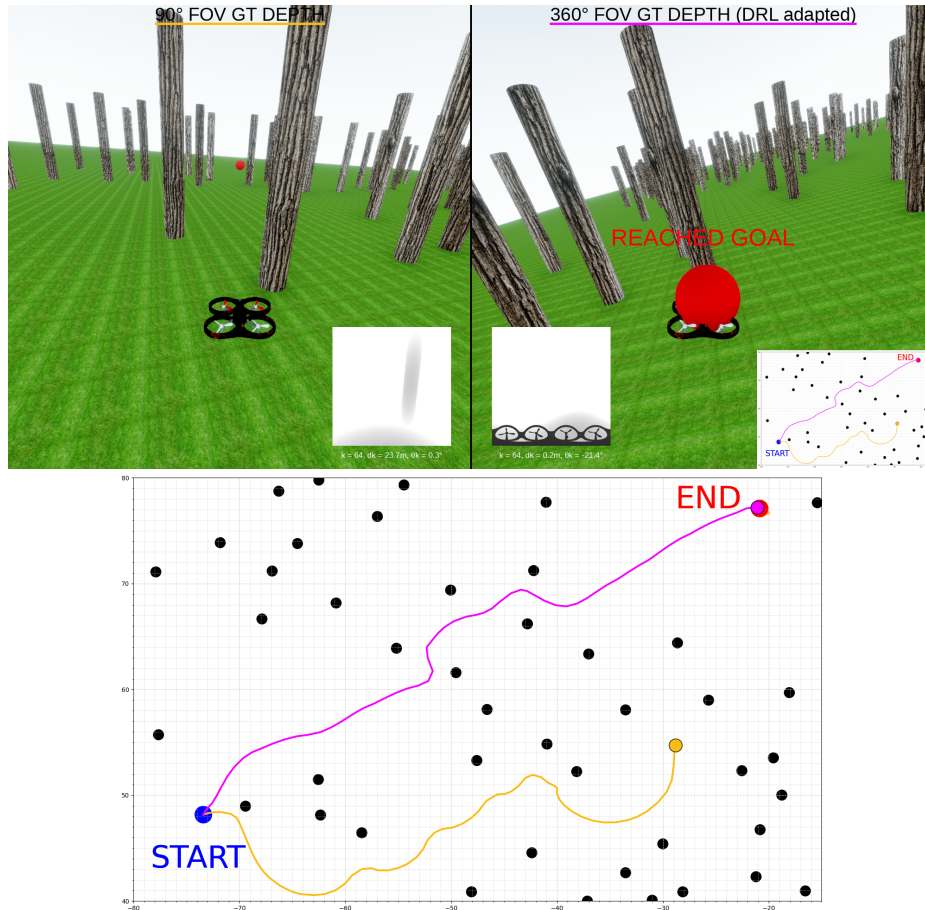 90° FOV GT DEPTH
360° FOV GT DEPTH (DRL adapted)
REACHED GOAL
k = 64, dk = 23.7m, θk = 0.3°
k = 64, dk = 0.2m, θk = -21.4°
END
START
80
END
70
60
50
START
40
−80
−70
−60
−50
−40
−30
−20